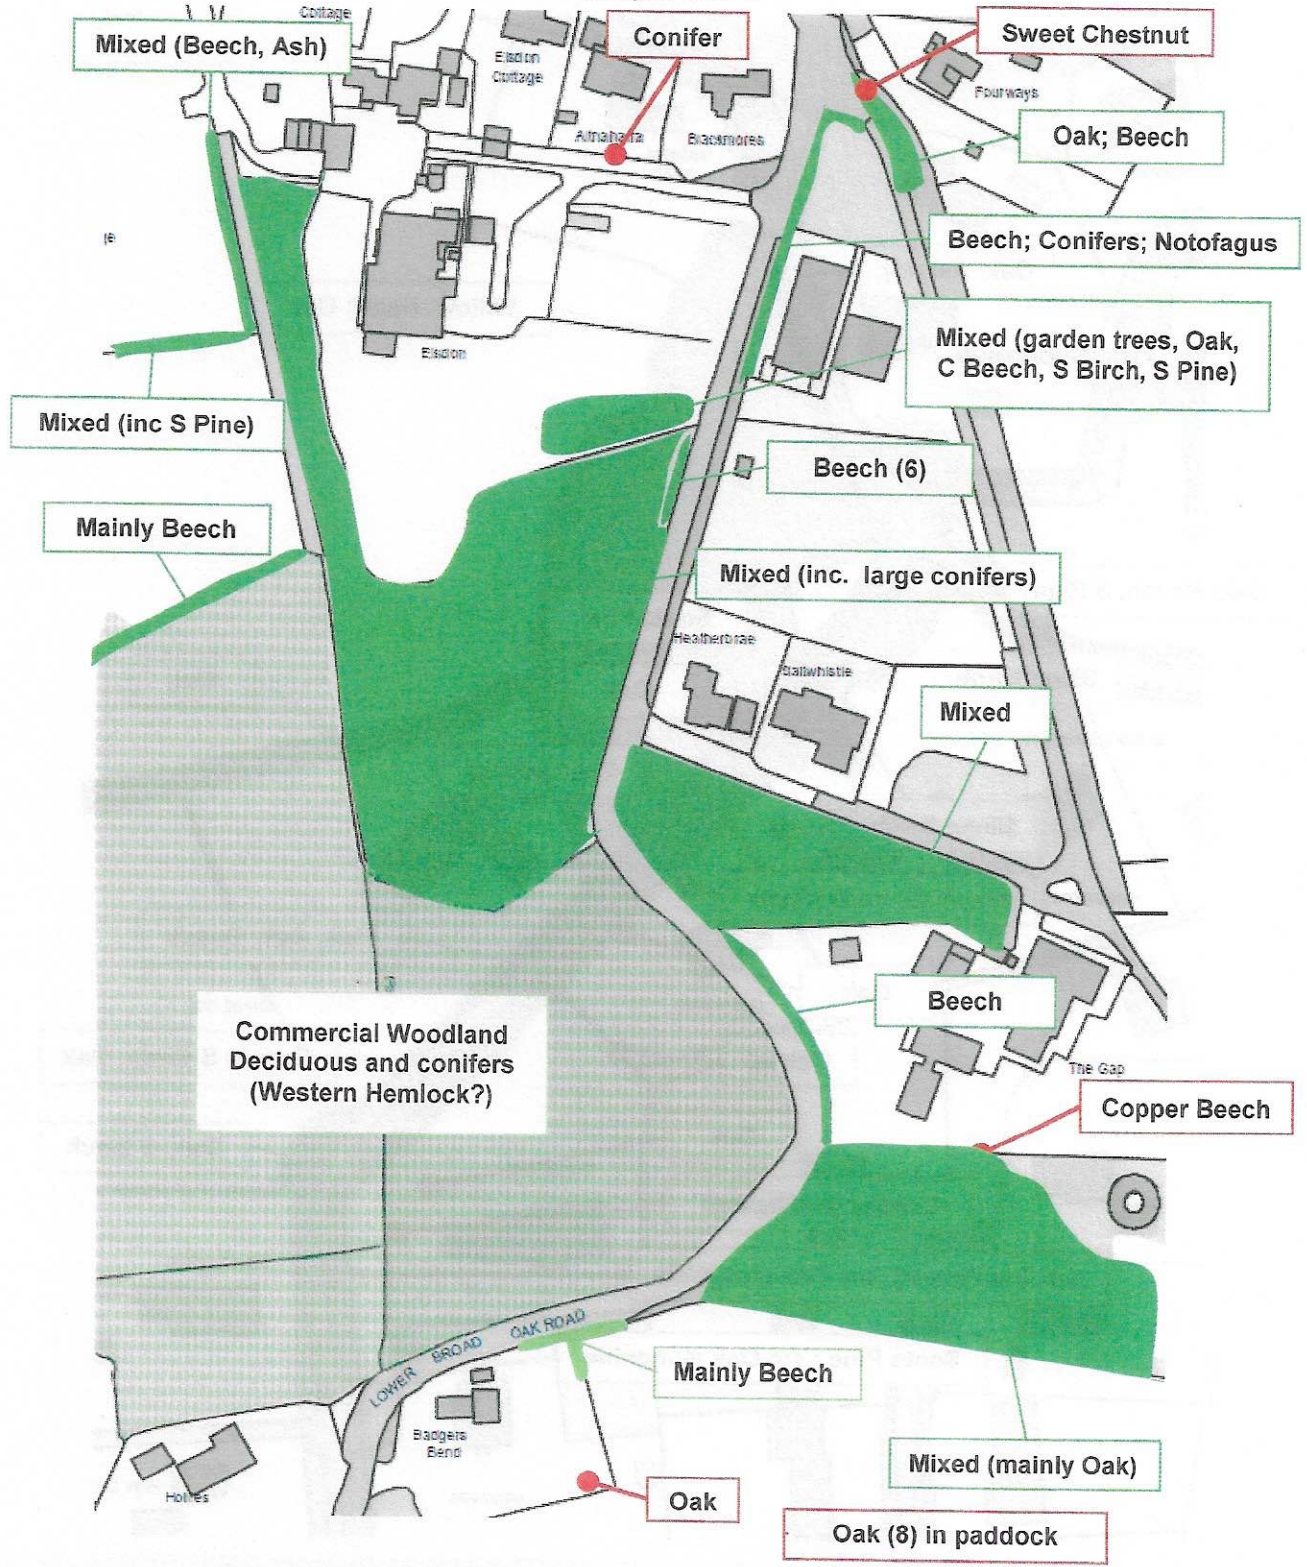 Cottage
Mixed (Beech, Ash)
Elsdon
Cottage
Conifer
Sweet Chestnut
Fourways
Blackmores
Oak; Beech
Beech; Conifers; Notofagus
Elsdon
Mixed (garden trees, Oak,
C Beech, S Birch, S Pine)
Mixed (inc S Pine)
Beech (6)
Mainly Beech
Mixed (inc. large conifers)
Heatherbrae
Mixed
Commercial Woodland
Deciduous and conifers
(Western Hemlock?)
Beech
The Gap
Copper Beech
LOWER BROAD OAK ROAD
Mainly Beech
Badgers
Bend
Mixed (mainly Oak)
Oak
Oak (8) in paddock